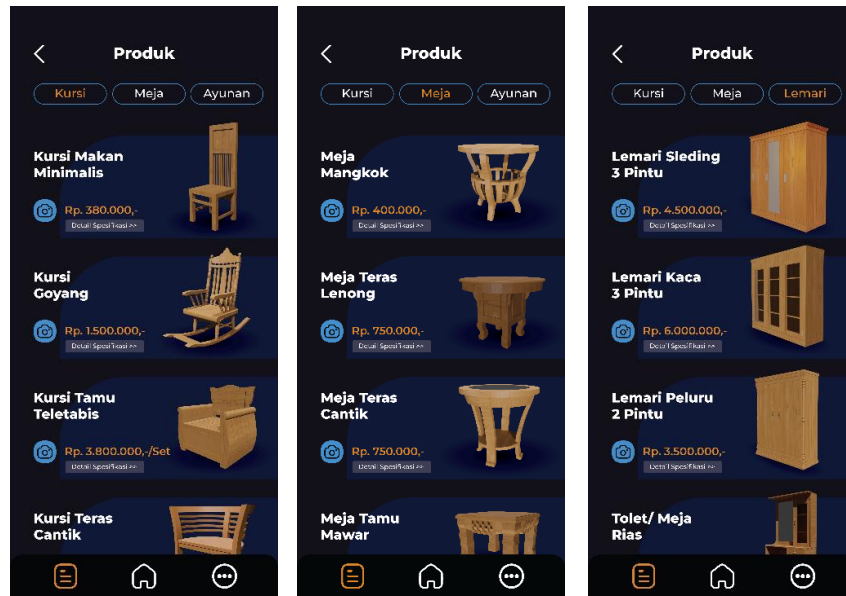 Produk
Kursi Meja Ayunan
Kursi Makan
Minimalis
Rp. 380.000,-
Detail Spesifikasi >>
Kursi
Goyang
Rp. 1.500.000,-
Detail Spesifikasi >>
Kursi Tamu
Teletabis
Rp. 3.800.000,-/Set
Detail Spesifikasi >>
Kursi Teras
Cantik
Produk
Kursi Meja Ayunan
Meja
Mangkok
Rp. 400.000,-
Detail Spesifikasi >>
Meja Teras
Lenong
Rp. 750.000,-
Detail Spesifikasi >>
Meja Teras
Cantik
Rp. 750.000,-
Detail Spesifikasi >>
Meja Tamu
Mawar
Produk
Kursi Meja Lemari
Lemari Sleding
3 Pintu
Rp. 4.500.000,-
Detail Spesifikasi >>
Lemari Kaca
3 Pintu
Rp. 6.000.000,-
Detail Spesifikasi >>
Lemari Peluru
2 Pintu
Rp. 3.500.000,-
Detail Spesifikasi >>
Tolet/ Meja
Rias